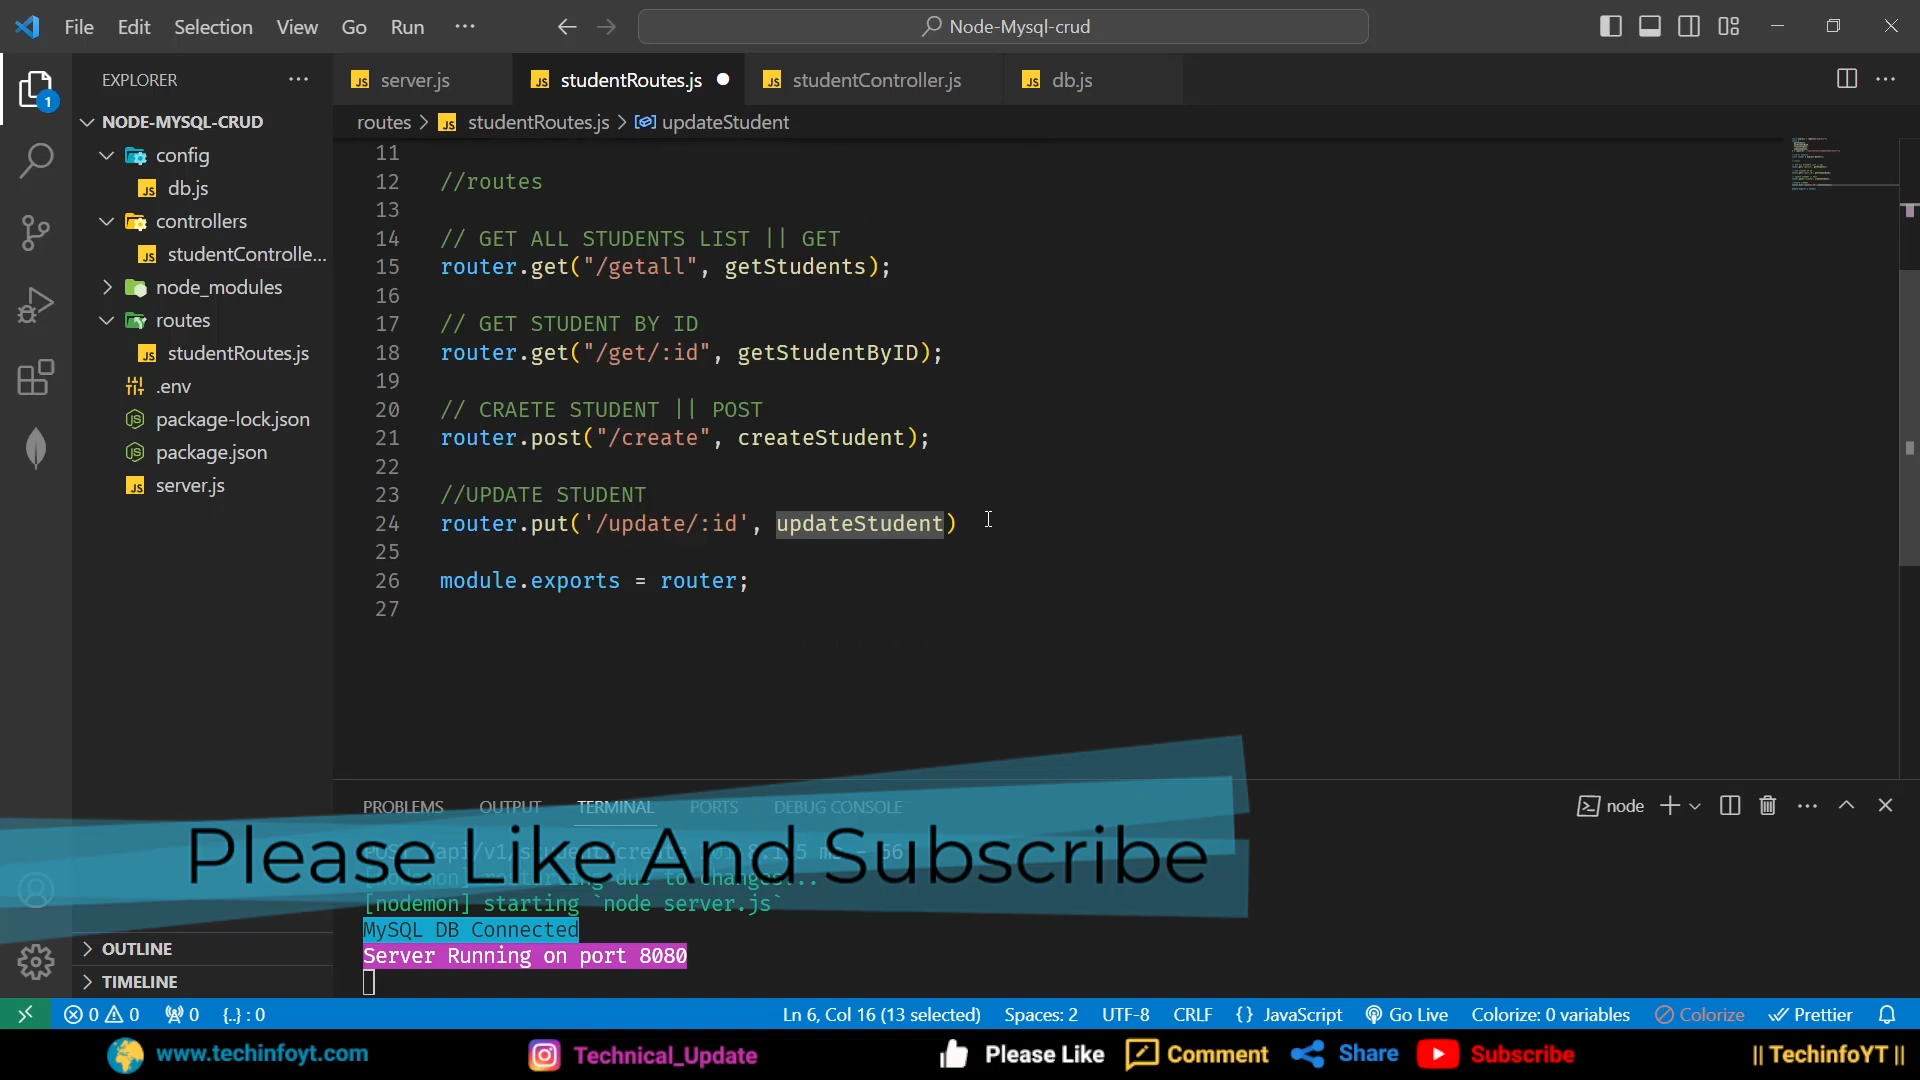 File Edit Selection View Go Run ··· Node-Mysql-crud
EXPLORER ···
server.js studentRoutes.js studentController.js db.js
1
routes > studentRoutes.js > updateStudent
NODE-MYSQL-CRUD
config
db.js
controllers
studentControlle...
node_modules
routes
studentRoutes.js
.env
package-lock.json
package.json
server.js
11
12 //routes
13
14 // GET ALL STUDENTS LIST || GET
15 router.get("/getall", getStudents);
16
17 // GET STUDENT BY ID
18 router.get("/get/:id", getStudentByID);
19
20 // CRAETE STUDENT || POST
21 router.post("/create", createStudent);
22
23 //UPDATE STUDENT
24 router.put('/update/:id', updateStudent)
25
26 module.exports = router;
27
PROBLEMS OUTPUT TERMINAL PORTS DEBUG CONSOLE
node
Please Like And Subscribe
[nodemon] starting `node server.js`
MySQL DB Connected
Server Running on port 8080
OUTLINE
TIMELINE
0 0 0 {..} : 0 Ln 6, Col 16 (13 selected) Spaces: 2 UTF-8 CRLF {} JavaScript Go Live Colorize: 0 variables Colorize Prettier
www.techinfoyt.com Technical_Update Please Like Comment Share Subscribe || TechinfoYT ||